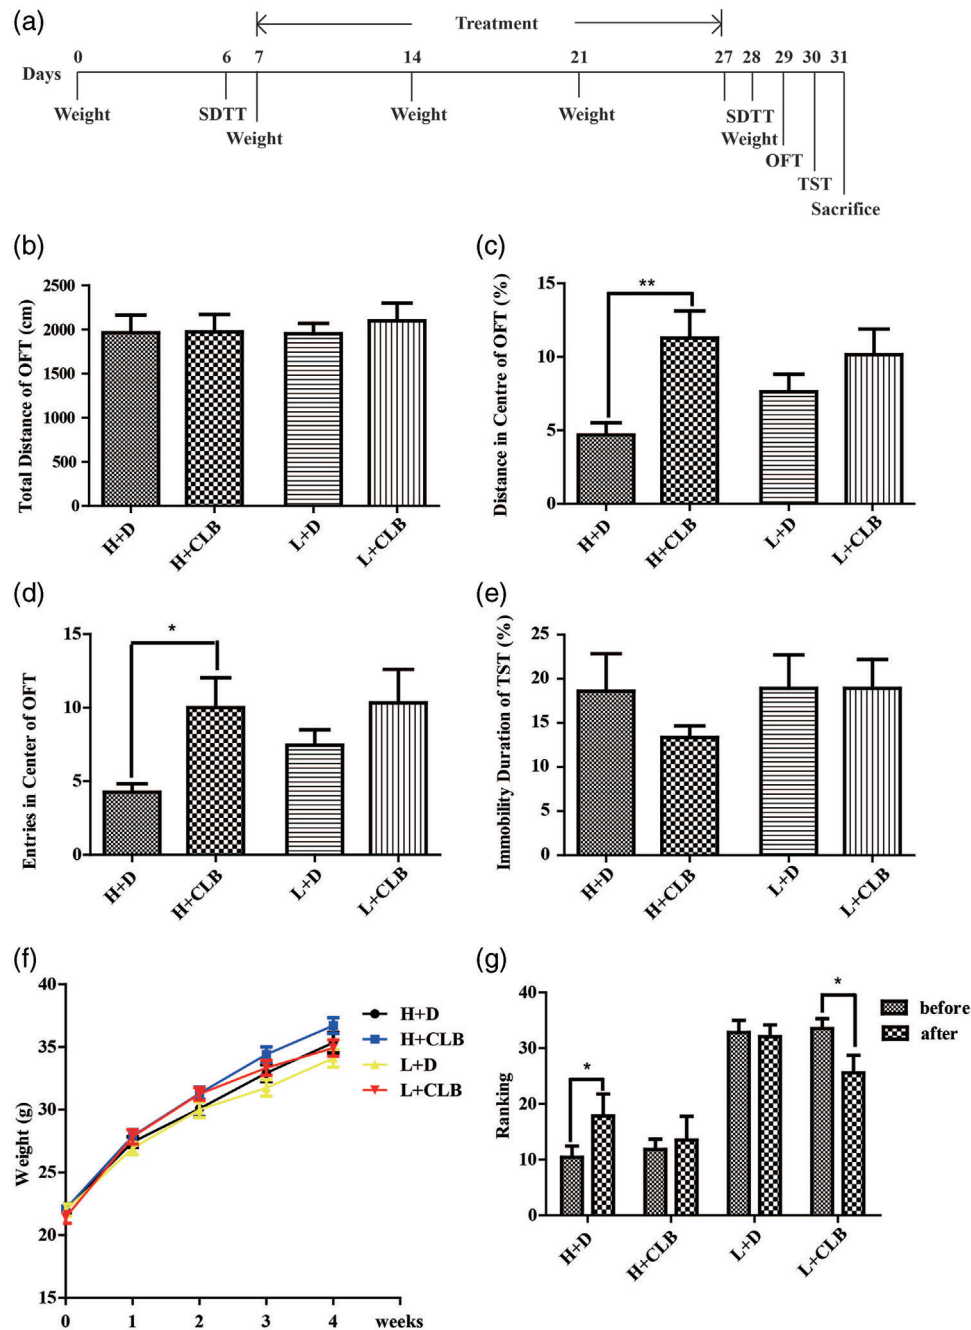 (a)
Treatment
0 6 7 14 21 27 28 29 30 31
Days
Weight SDTT Weight Weight SDTT
Weight Weight
OFT
TST
Sacrifice
(b)
Total Distance of OFT (cm)
2500
2000
1500
1000
500
0
H+D H+CLB L+D L+CLB
(c)
Distance in Centre of OFT (%)
15
10
5
0
**
H+D H+CLB L+D L+CLB
(d)
Entries in Center of OFT
15
10
5
0
*
H+D H+CLB L+D L+CLB
(e)
Immobility Duration of TST (%)
25
20
15
10
5
0
H+D H+CLB L+D L+CLB
(f)
Weight (g)
40
35
30
25
20
15
0 1 2 3 4 weeks
H+D
H+CLB
L+D
L+CLB
(g)
Ranking
40
30
20
10
0
*
*
H+D H+CLB L+D L+CLB
before
after